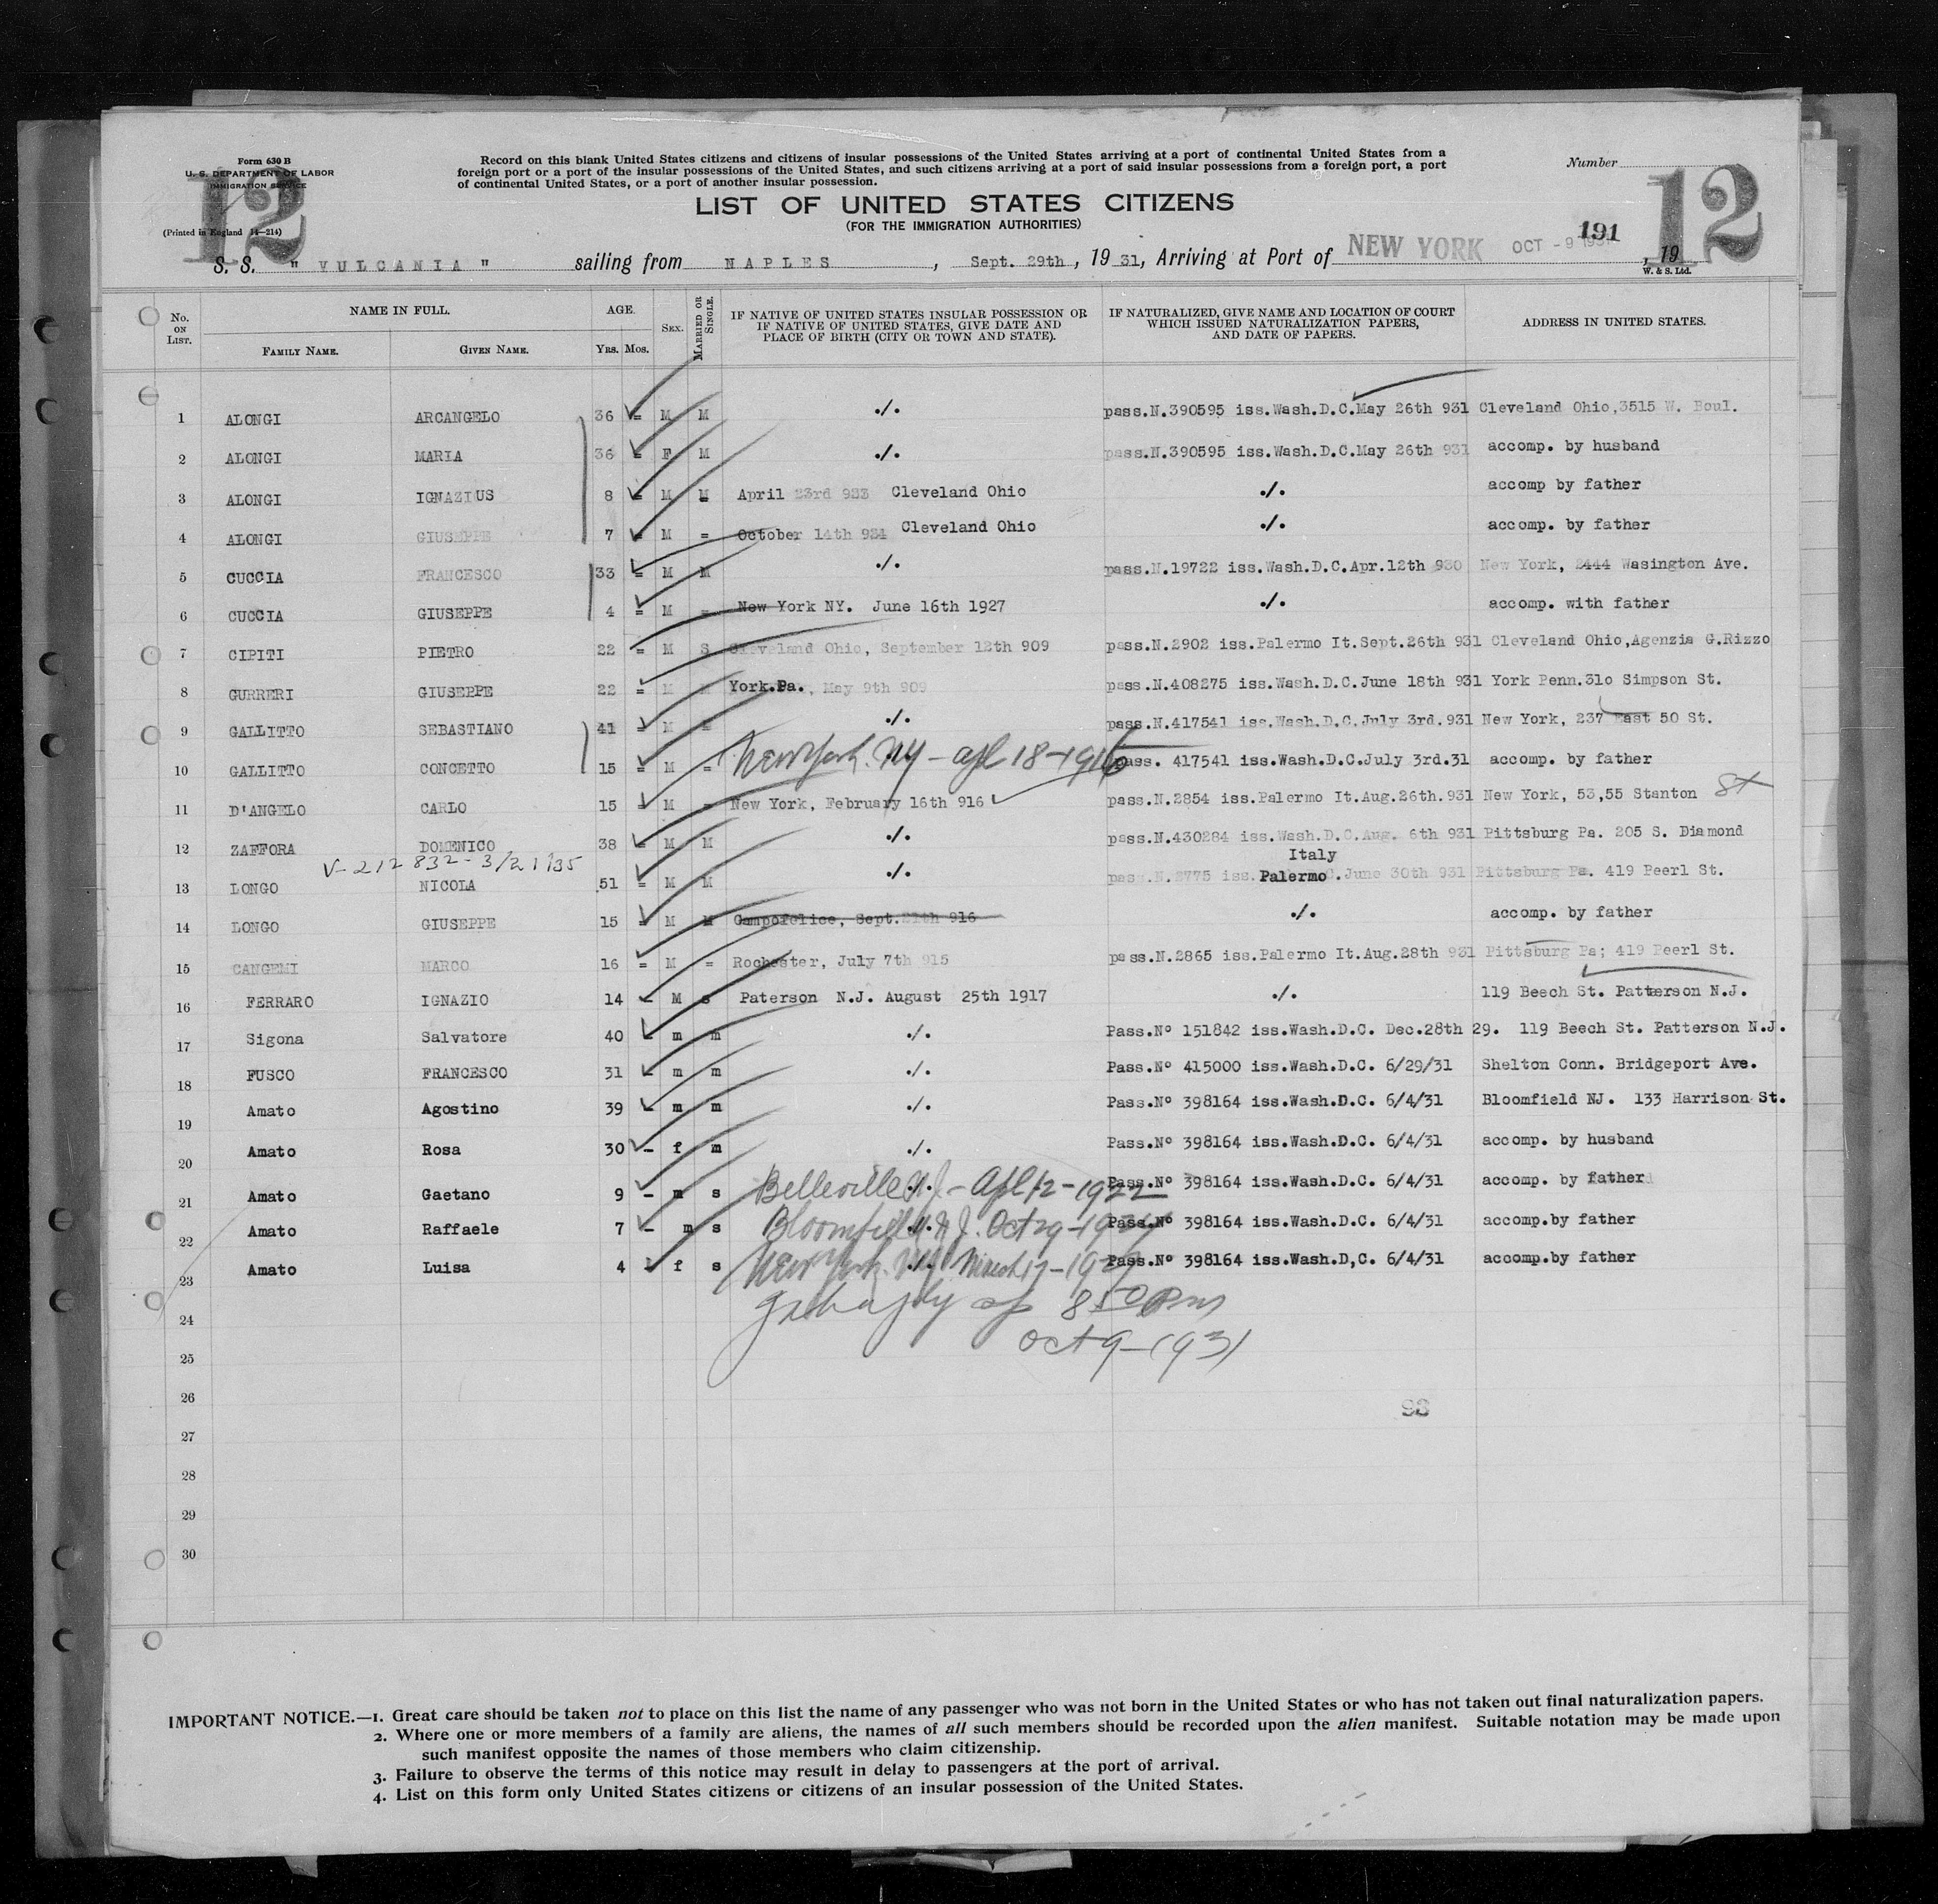 Form 630 B
U. S. DEPARTMENT OF LABOR
IMMIGRATION SERVICE
(Printed in England 14—214)
12
Record on this blank United States citizens and citizens of insular possessions of the United States arriving at a port of continental United States from a
foreign port or a port of the insular possessions of the United States, and such citizens arriving at a port of said insular possessions from a foreign port, a port
of continental United States, or a port of another insular possession.
Number
12
LIST OF UNITED STATES CITIZENS
(FOR THE IMMIGRATION AUTHORITIES)
191
S. S. " VULCANIA " sailing from NAPLES, Sept. 29th, 19 31, Arriving at Port of NEW YORK OCT - 9 1931, 19
W. & S. Ltd.
No. ON LIST. NAME IN FULL. AGE. SEX. MARRIED OR SINGLE. IF NATIVE OF UNITED STATES INSULAR POSSESSION OR IF NATIVE OF UNITED STATES, GIVE DATE AND PLACE OF BIRTH (CITY OR TOWN AND STATE). IF NATURALIZED, GIVE NAME AND LOCATION OF COURT WHICH ISSUED NATURALIZATION PAPERS, AND DATE OF PAPERS. ADDRESS IN UNITED STATES.
FAMILY NAME. GIVEN NAME. YRS. MOS.
1 ALONGI ARCANGELO 36 = M M ./. pass.N.390595 iss.Wash.D.C.May 26th 931 Cleveland Ohio,3515 W. Boul.
2 ALONGI MARIA 36 = F M ./. pass.N.390595 iss.Wash.D.C.May 26th 931 accomp. by husband
3 ALONGI IGNAZIUS 8 = M M April 23rd 923 Cleveland Ohio ./. accomp by father
4 ALONGI GIUSEPPE 7 = M = October 14th 924 Cleveland Ohio ./. accomp. by father
5 CUCCIA FRANCESCO 33 = M M ./. pass.N.19722 iss.Wash.D.C.Apr.12th 930 New York, 2444 Wasington Ave.
6 CUCCIA GIUSEPPE 4 = M = New York NY. June 16th 1927 ./. accomp. with father
7 CIPITI PIETRO 22 = M S Cleveland Ohio, September 12th 909 pass.N.2902 iss.Palermo It.Sept.26th 931 Cleveland Ohio,Agenzia G.Rizzo
8 GURRERI GIUSEPPE 22 = M York.Pa., May 9th 909 pass.N.408275 iss.Wash.D.C.June 18th 931 York Penn.31o Simpson St.
9 GALLITTO SEBASTIANO 41 = M = ./. pass.N.417541 iss.Wash.D.C.July 3rd.931 New York, 237 East 50 St.
10 GALLITTO CONCETTO 15 = M = New York. NY - apl 18-1916 pass. 417541 iss.Wash.D.C.July 3rd.31 accomp. by father
11 D'ANGELO CARLO 15 = M = New York, February 16th 916 pass.N.2854 iss.Palermo It.Aug.26th.931 New York, 53,55 Stanton St
12 ZAFFORA DOMENICO 38 = M M ./. pass.N.430284 iss.Wash.D.C.Aug. 6th 931 Pittsburg Pa. 205 S. Diamond
V-212832-3/21/35
Italy
13 LONGO NICOLA 51 = M M ./. pass.N.2775 iss.Palermo.June 30th 931 Pittsburg Pa. 419 Peerl St.
14 LONGO GIUSEPPE 15 = M M Campofelice, Sept. 916 ./. accomp. by father
15 CANGEMI MARCO 16 = M = Rochester, July 7th 915 pass.N.2865 iss.Palermo It.Aug.28th 931 Pittsburg Pa; 419 Peerl St.
16 FERRARO IGNAZIO 14 - M s Paterson N.J. August 25th 1917 ./. 119 Beech St. Patterson N.J.
17 Sigona Salvatore 40 - m m ./. Pass.Nº 151842 iss.Wash.D.C. Dec.28th 29. 119 Beech St. Patterson N.J.
18 FUSCO FRANCESCO 31 - m m ./. Pass.Nº 415000 iss.Wash.D.C. 6/29/31 Shelton Conn. Bridgeport Ave.
19 Amato Agostino 39 - m m ./. Pass.Nº 398164 iss.Wash.D.C. 6/4/31 Bloomfield NJ. 133 Harrison St.
20 Amato Rosa 30 - f m ./. Pass.Nº 398164 iss.Wash.D.C. 6/4/31 accomp. by husband
21 Amato Gaetano 9 - m s Belleville N.J. - Apl 12-1922 Pass.Nº 398164 iss.Wash.D.C. 6/4/31 accomp. by father
22 Amato Raffaele 7 - m s Bloomfield N.J. Oct 29-1924 Pass.Nº 398164 iss.Wash.D.C. 6/4/31 accomp.by father
23 Amato Luisa 4 - f s New York. NY March 17-1927 Pass.Nº 398164 iss.Wash.D,C. 6/4/31 accomp.by father
24 8 50 Pm
25 Oct 9-1931
26
98
27
28
29
30
IMPORTANT NOTICE.—1. Great care should be taken not to place on this list the name of any passenger who was not born in the United States or who has not taken out final naturalization papers.
2. Where one or more members of a family are aliens, the names of all such members should be recorded upon the alien manifest. Suitable notation may be made upon
such manifest opposite the names of those members who claim citizenship.
3. Failure to observe the terms of this notice may result in delay to passengers at the port of arrival.
4. List on this form only United States citizens or citizens of an insular possession of the United States.